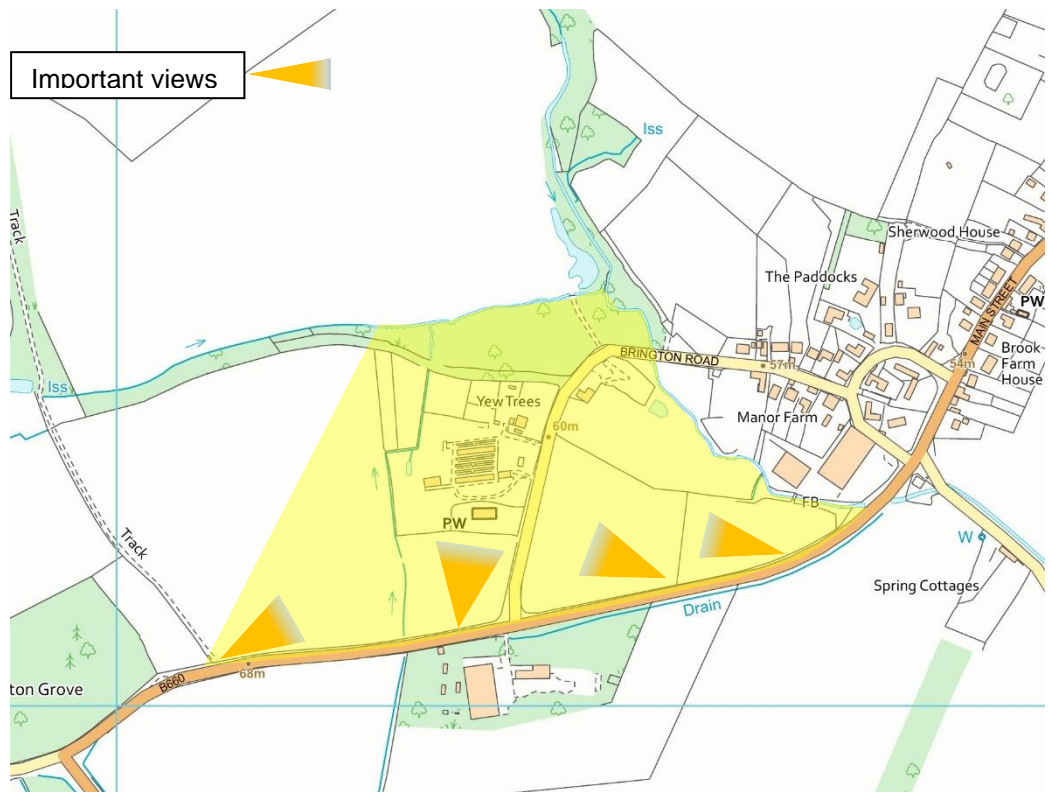 Important views
Iss
Track
Sherwood House
The Paddocks
MAIN STREET
PW
BRINGTON ROAD
57m
54m
Brook
Farm
House
Iss
Yew Trees
Manor Farm
60m
PW
FB
Track
W
Drain
Spring Cottages
68m
B660
ton Grove